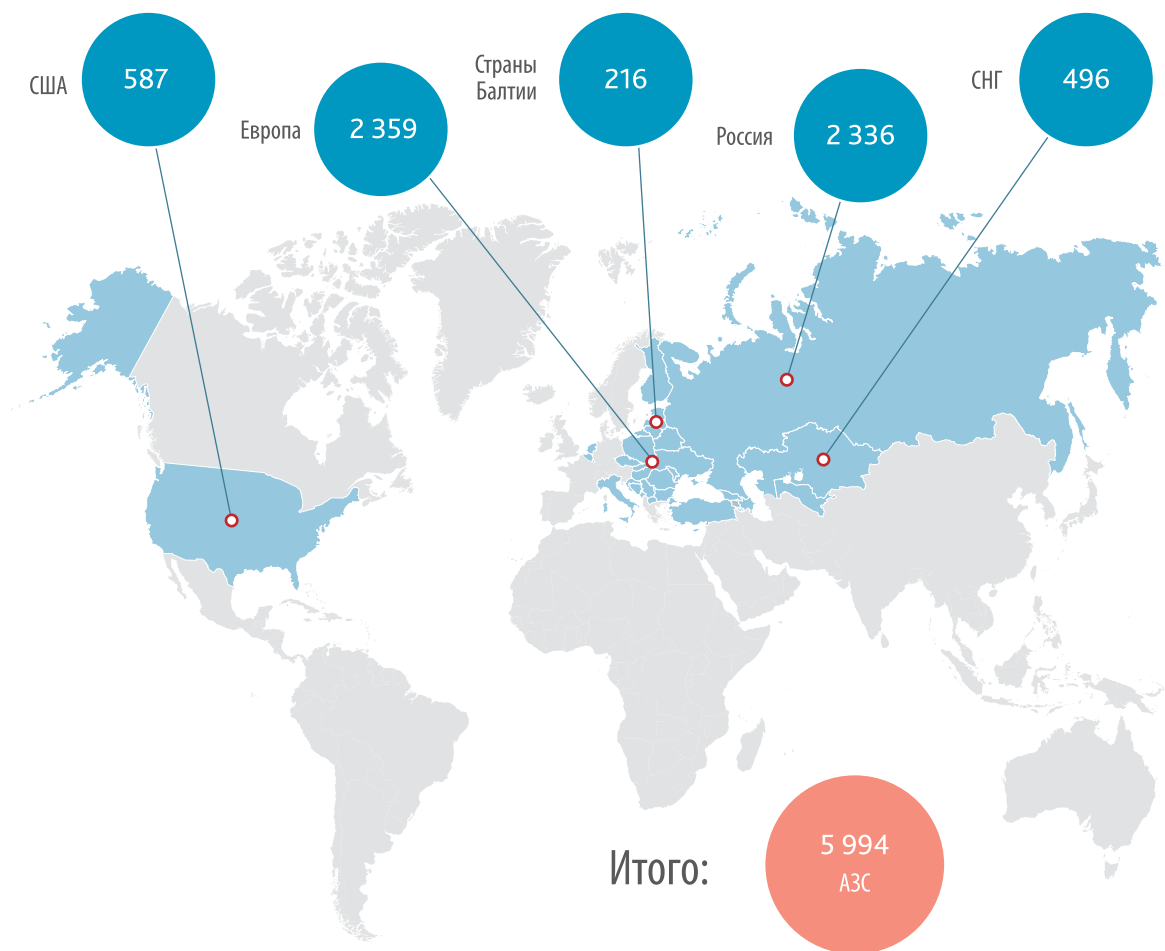 США
587
Европа
2 359
Страны
Балтии
216
Россия
2 336
СНГ
496
Итого:
5 994
АЗС